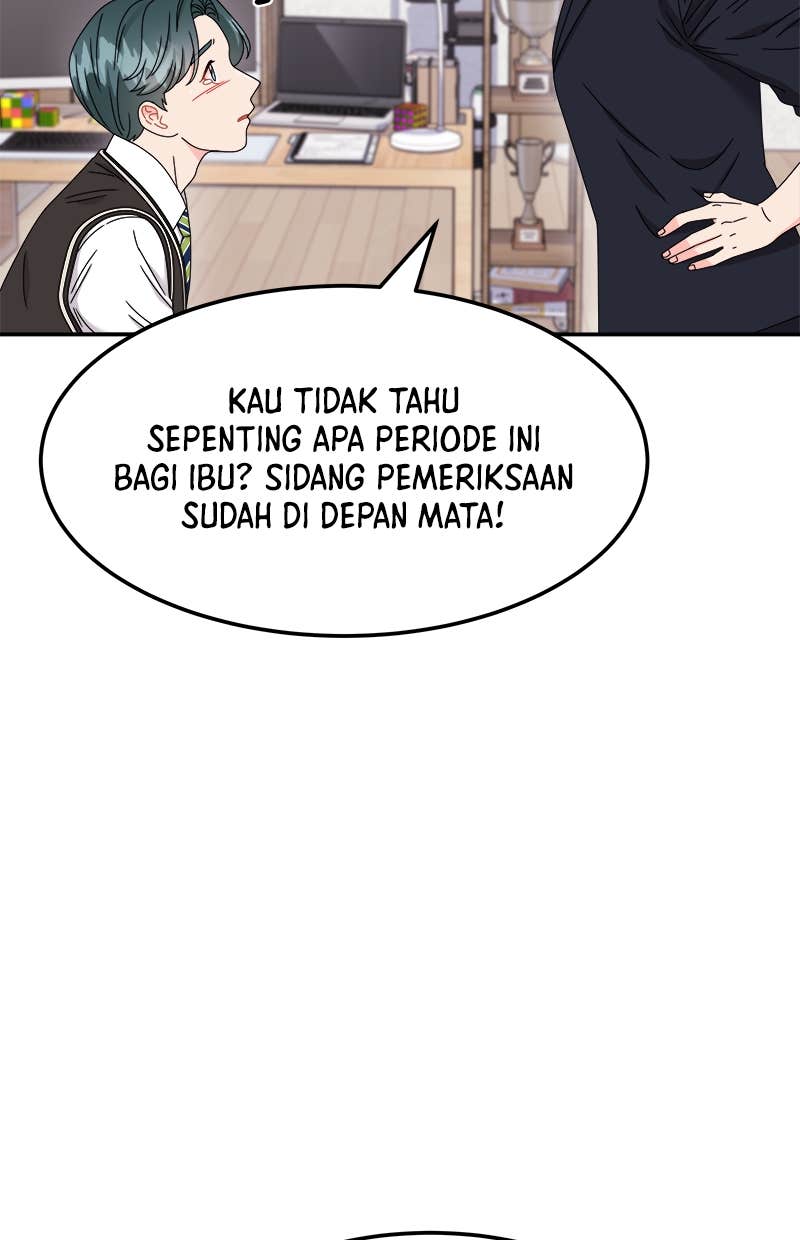 KAU TIDAK TAHU
SEPENTING APA PERIODE INI
BAGI IBU? SIDANG PEMERIKSAAN
SUDAH DI DEPAN MATA!